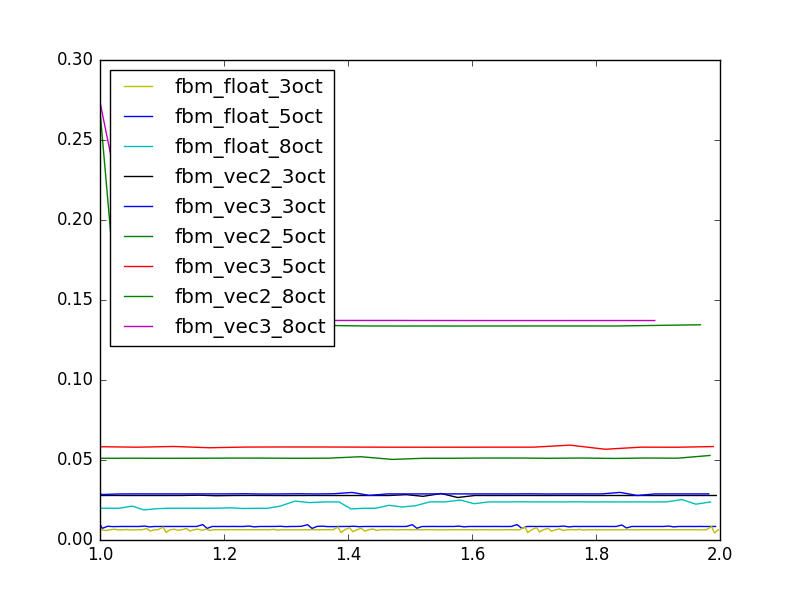 0.30
0.25
0.20
0.15
0.10
0.05
0.00
fbm_float_3oct
fbm_float_5oct
fbm_float_8oct
fbm_vec2_3oct
fbm_vec3_3oct
fbm_vec2_5oct
fbm_vec3_5oct
fbm_vec2_8oct
fbm_vec3_8oct
1.0 1.2 1.4 1.6 1.8 2.0